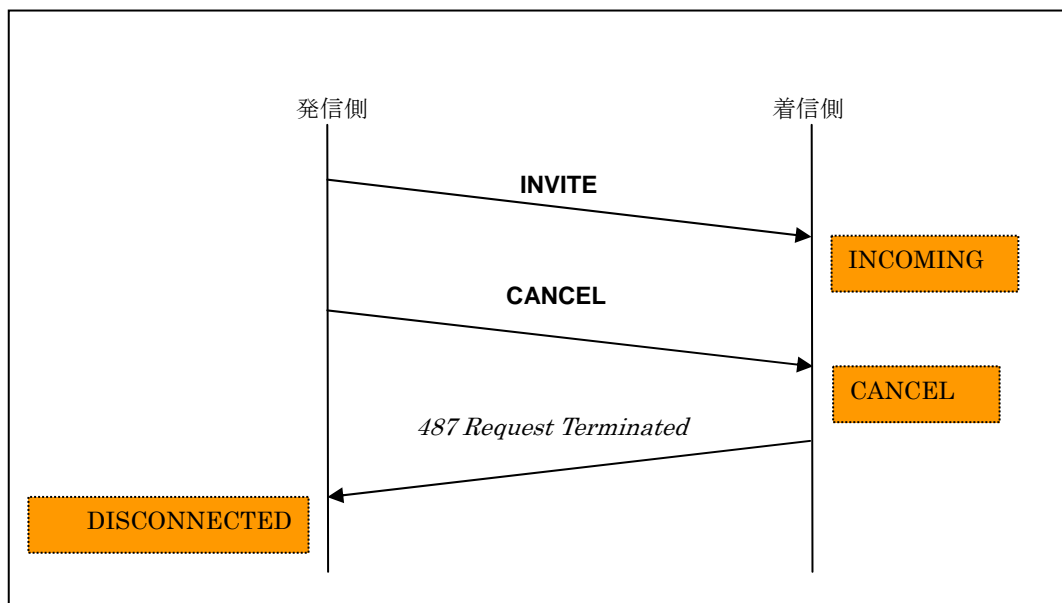 発信側
着信側
INVITE
INCOMING
CANCEL
CANCEL
487 Request Terminated
DISCONNECTED